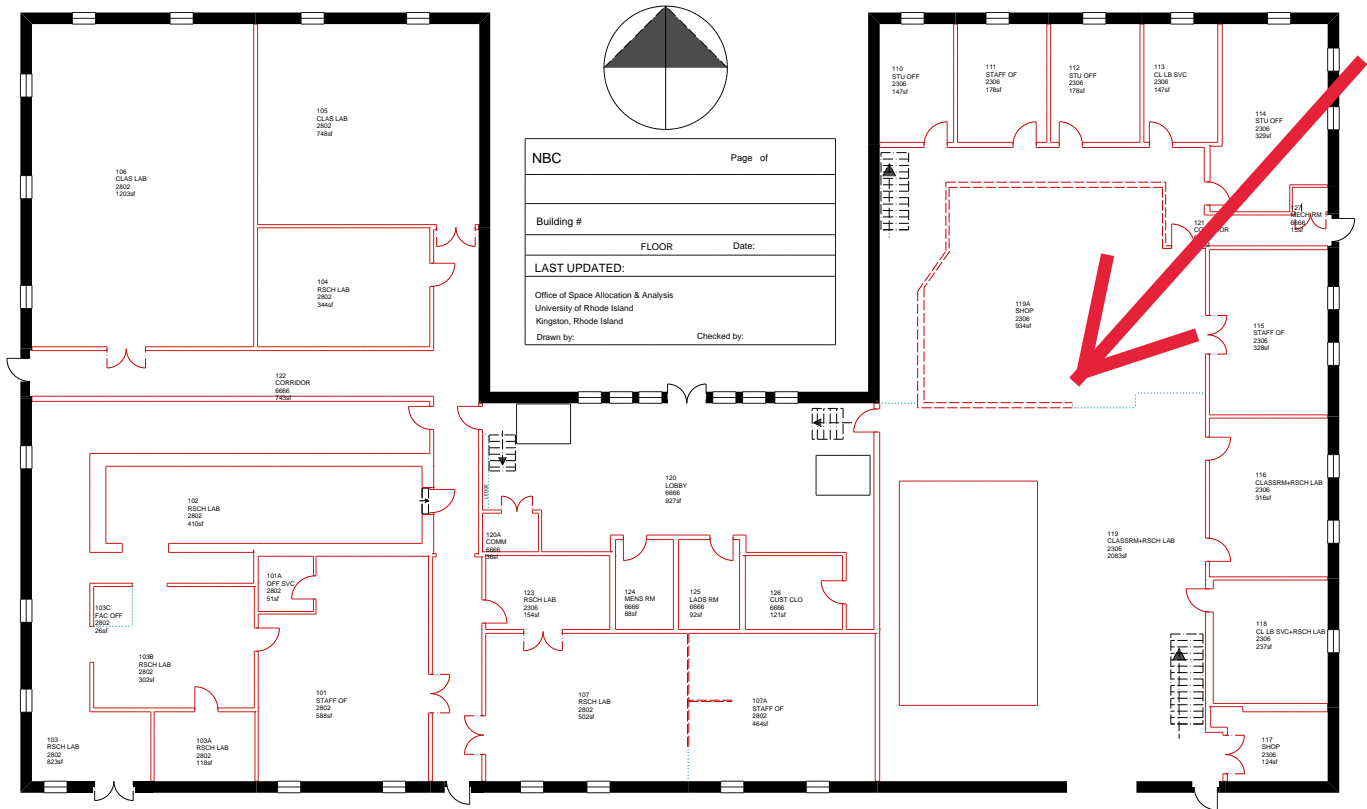 110
STU OFF
2306
147sf
111
STAFF OF
2306
178sf
112
STU OFF
2306
178sf
113
CL LB SVC
2306
147sf
114
STU OFF
2306
329sf
105
CLAS LAB
2802
748sf
106
CLAS LAB
2802
1203sf
NBC Page of
Building #
FLOOR Date:
LAST UPDATED:
Office of Space Allocation & Analysis
University of Rhode Island
Kingston, Rhode Island
Drawn by: Checked by:
127
MECH RM
6666
121
104
RSCH LAB
2802
344sf
119A
SHOP
2306
934sf
115
STAFF OF
2306
328sf
122
CORRIDOR
6666
743sf
102
RSCH LAB
2802
410sf
120
LOBBY
6666
927sf
116
CLASSRM+RSCH LAB
2306
316sf
120A
COMM
6666
36sf
119
CLASSRM+RSCH LAB
2306
2083sf
101A
OFF SVC
2802
51sf
123
RSCH LAB
2306
154sf
124
MENS RM
6666
88sf
125
LADS RM
6666
92sf
126
CUST CLO
6666
121sf
103C
FAC OFF
2802
26sf
118
CL LB SVC+RSCH LAB
2306
237sf
103B
RSCH LAB
2802
302sf
101
STAFF OF
2802
588sf
107
RSCH LAB
2802
502sf
107A
STAFF OF
2802
464sf
103
RSCH LAB
2802
823sf
103A
RSCH LAB
2802
118sf
117
SHOP
2306
124sf